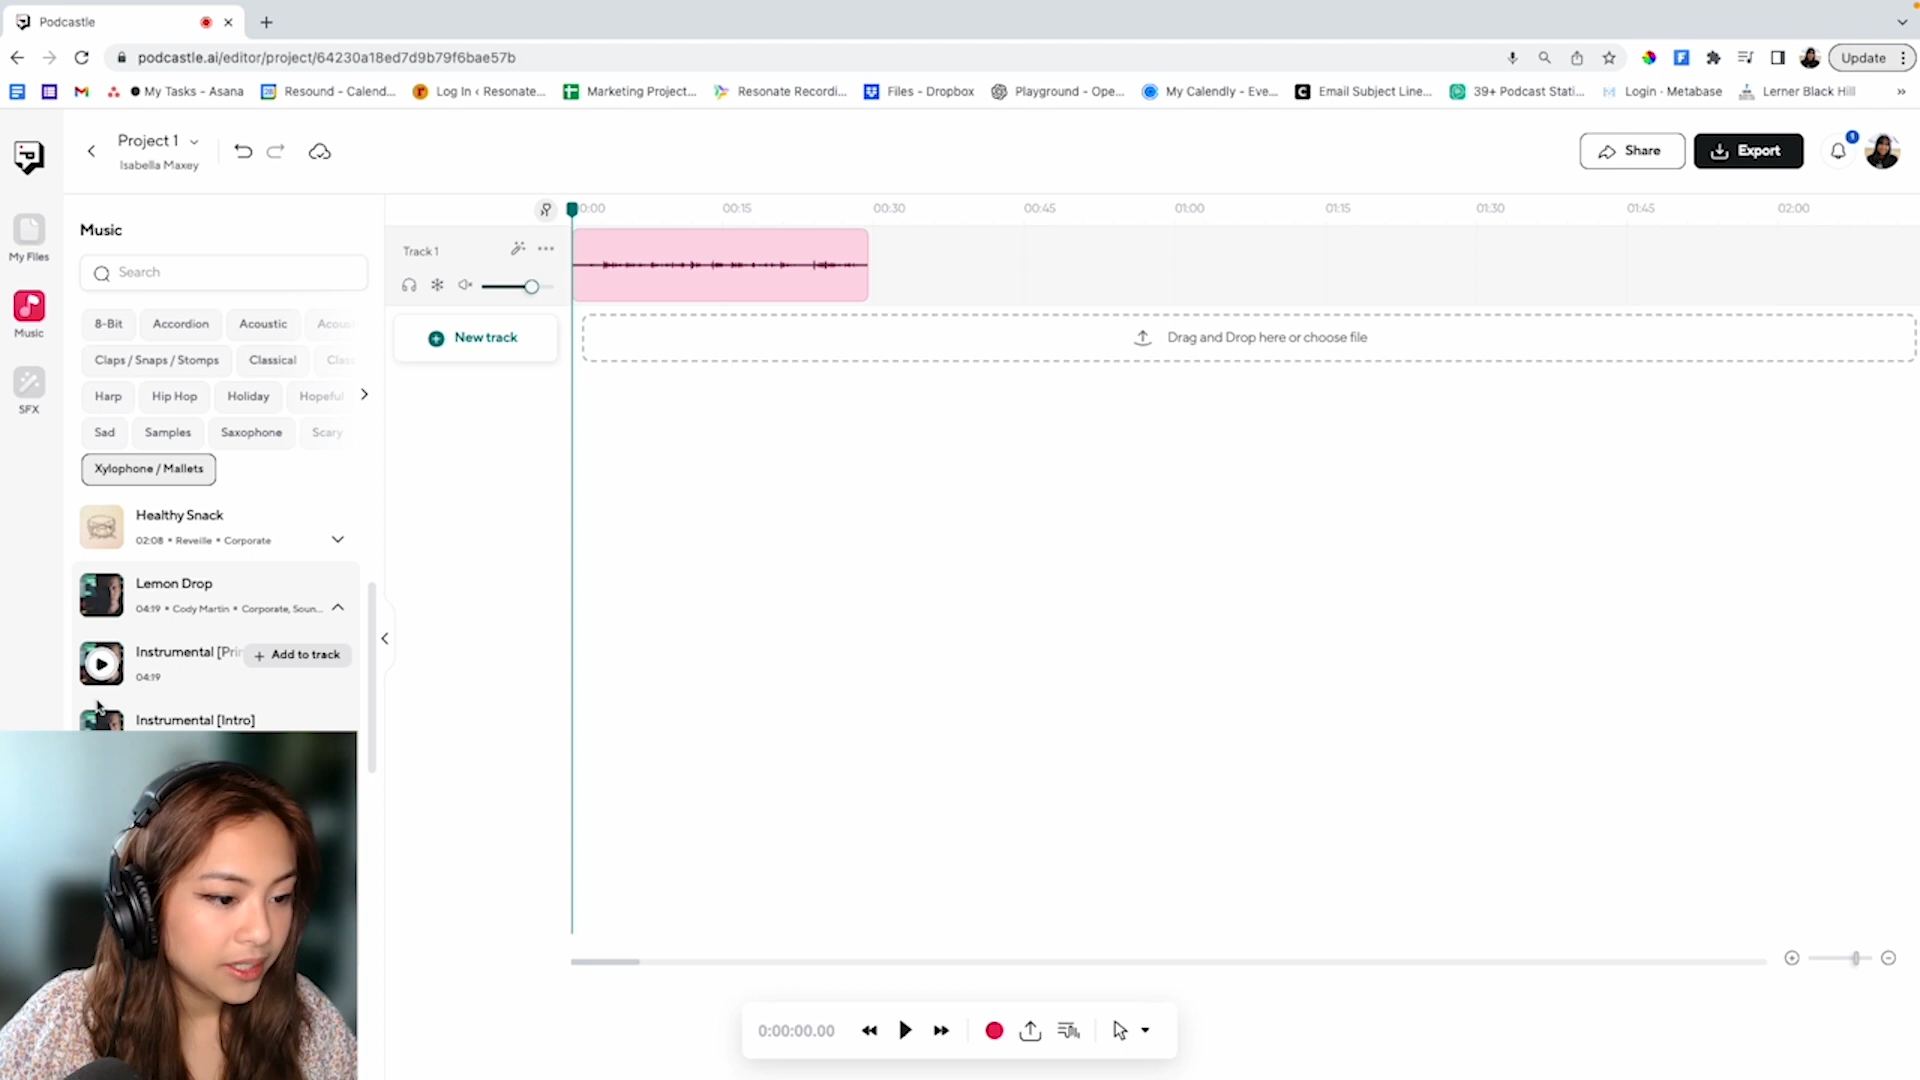 Podcastle
podcastle.ai/editor/project/64230a18ed7d9b79f6bae57b
Update
My Tasks - Asana
Resound - Calend...
Log In ‹ Resonate...
Marketing Project...
Resonate Recordi...
Files - Dropbox
Playground - Ope...
My Calendly - Eve...
Email Subject Line...
39+ Podcast Stati...
Login · Metabase
Lerner Black Hill
»
Project 1
Isabella Maxey
Share
Export
1
My Files
Music
SFX
Music
Search
8-Bit
Accordion
Acoustic
Acoust
Claps / Snaps / Stomps
Classical
Clas
Harp
Hip Hop
Holiday
Hopeful
Sad
Samples
Saxophone
Scary
Xylophone / Mallets
Healthy Snack
02:08 • Reveille • Corporate
Lemon Drop
04:19 • Cody Martin • Corporate, Soun...
Instrumental [Prin
+ Add to track
04:19
Instrumental [Intro]
0:00
00:15
00:30
00:45
01:00
01:15
01:30
01:45
02:00
Track 1
New track
Drag and Drop here or choose file
0:00:00.00